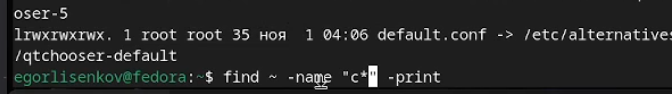 oser-5
lrwxrwxrwx. 1 root root 35 ноя  1 04:06 default.conf -> /etc/alternatives
/qtchooser-default
egorlisenkov@fedora:~$ find ~ -name "c*" -print